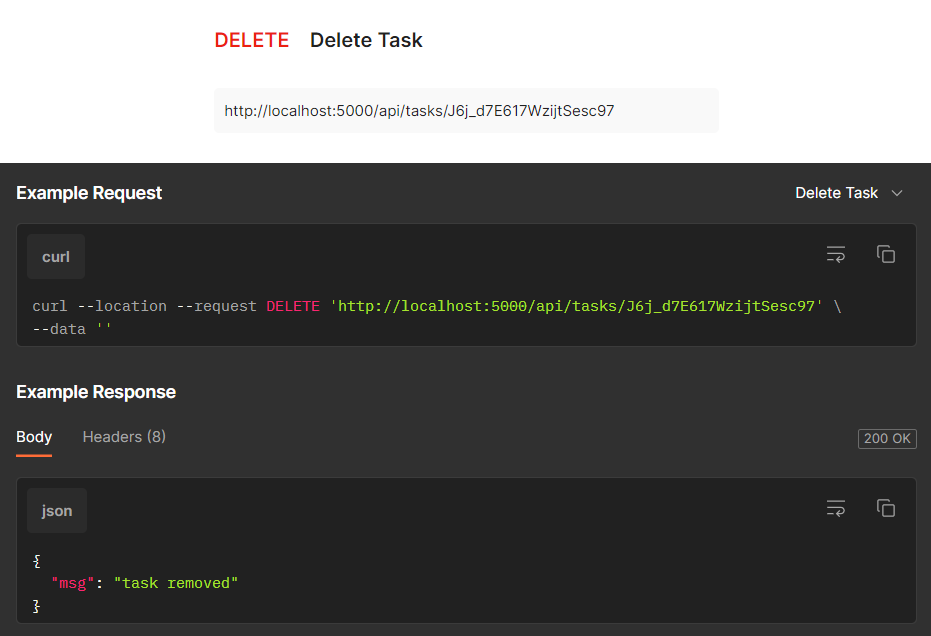 DELETE Delete Task
http://localhost:5000/api/tasks/J6j_d7E617WzijtSesc97
Example Request
Delete Task
curl
curl --location --request DELETE 'http://localhost:5000/api/tasks/J6j_d7E617WzijtSesc97' \
--data ''
Example Response
Body Headers (8)
200 OK
json
{
"msg": "task removed"
}